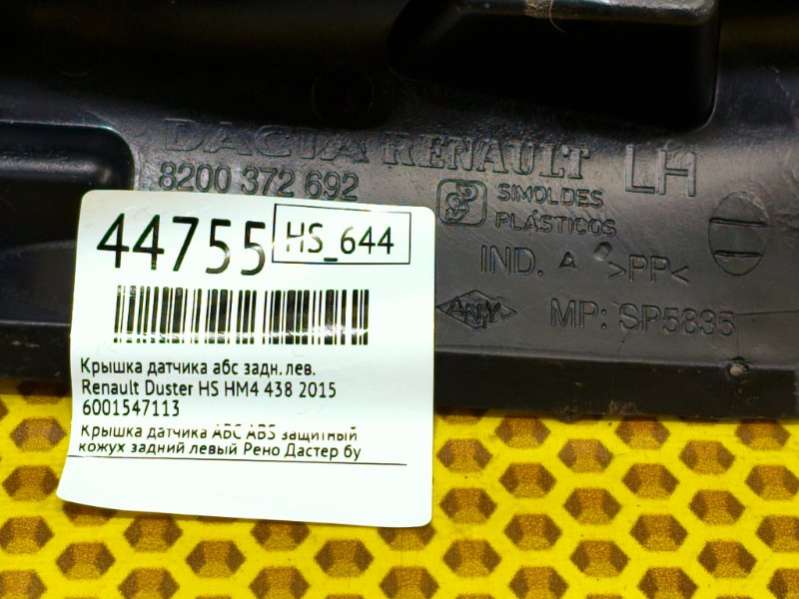 DACIA RENAULT LH
8200 372 692
SIMOLDES
PLÁSTICOS
IND. A >PP<
MP: SP5835
44755 HS_644
Крышка датчика абс задн. лев.
Renault Duster HS HM4 438 2015
6001547113
Крышка датчика АБС ABS защитный
кожух задний левый Рено Дастер бу